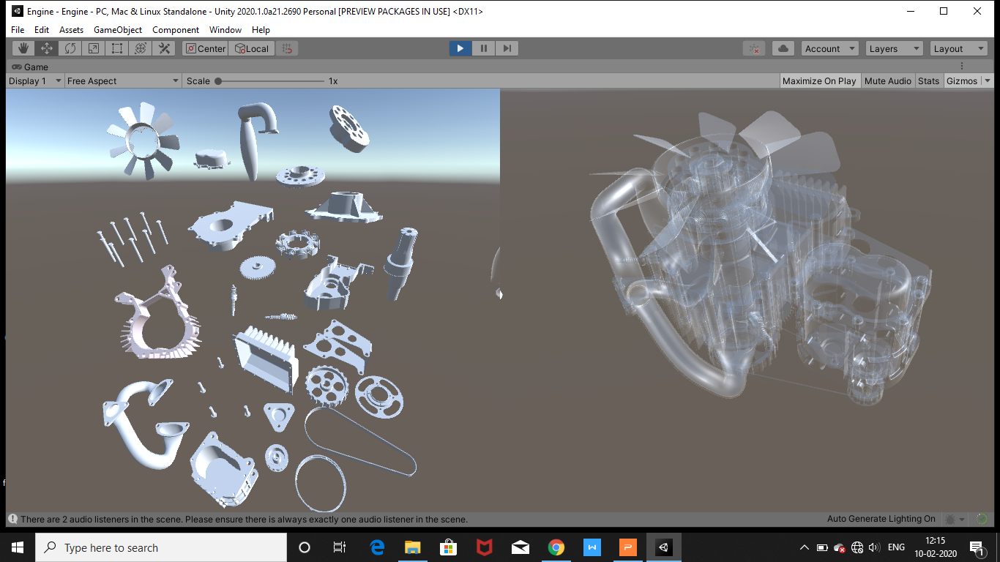 Engine - Engine - PC, Mac & Linux Standalone - Unity 2020.1.0a21.2690 Personal [PREVIEW PACKAGES IN USE] <DX11>
File Edit Assets GameObject Component Window Help
Center Local Account Layers Layout
Game
Display 1 Free Aspect Scale 1x Maximize On Play Mute Audio Stats Gizmos
f
There are 2 audio listeners in the scene. Please ensure there is always exactly one audio listener in the scene. Auto Generate Lighting On
Type here to search
W P
ENG
12:15
10-02-2020
1